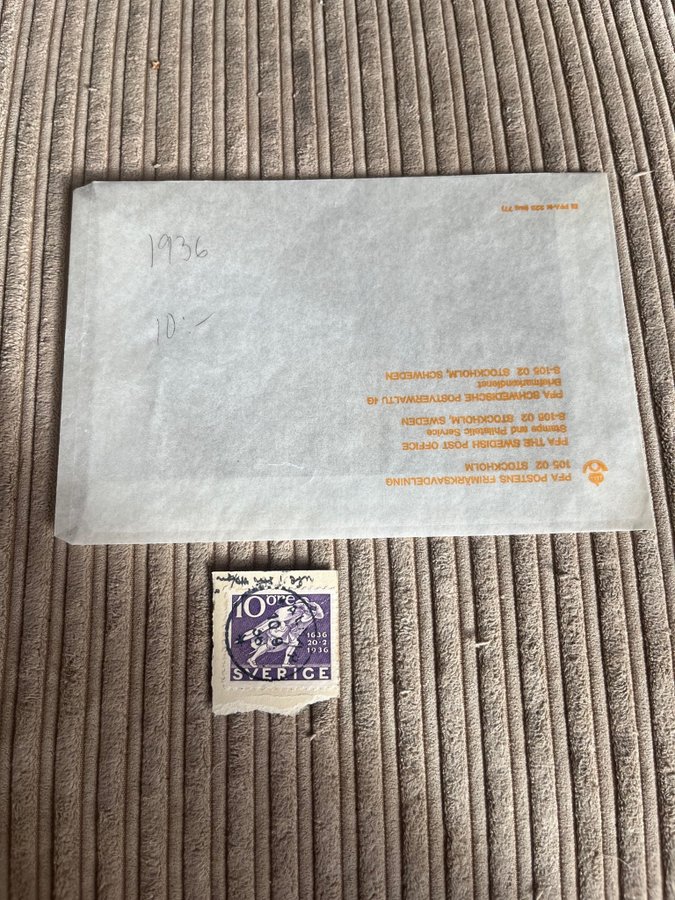 1936
10:-
PFA POSTENS FRIMÄRKSAVDELNING
105 02 STOCKHOLM
PFA THE SWEDISH POST OFFICE
Stamps and Philatelic Service
S-105 02 STOCKHOLM, SWEDEN
PFA SCHWEDISCHE POSTVERWALTU
Briefmarkendienst
S-105 02 STOCKHOLM, SCHWEDEN
10 ÖRE
1636
20·2
1936
SVERIGE